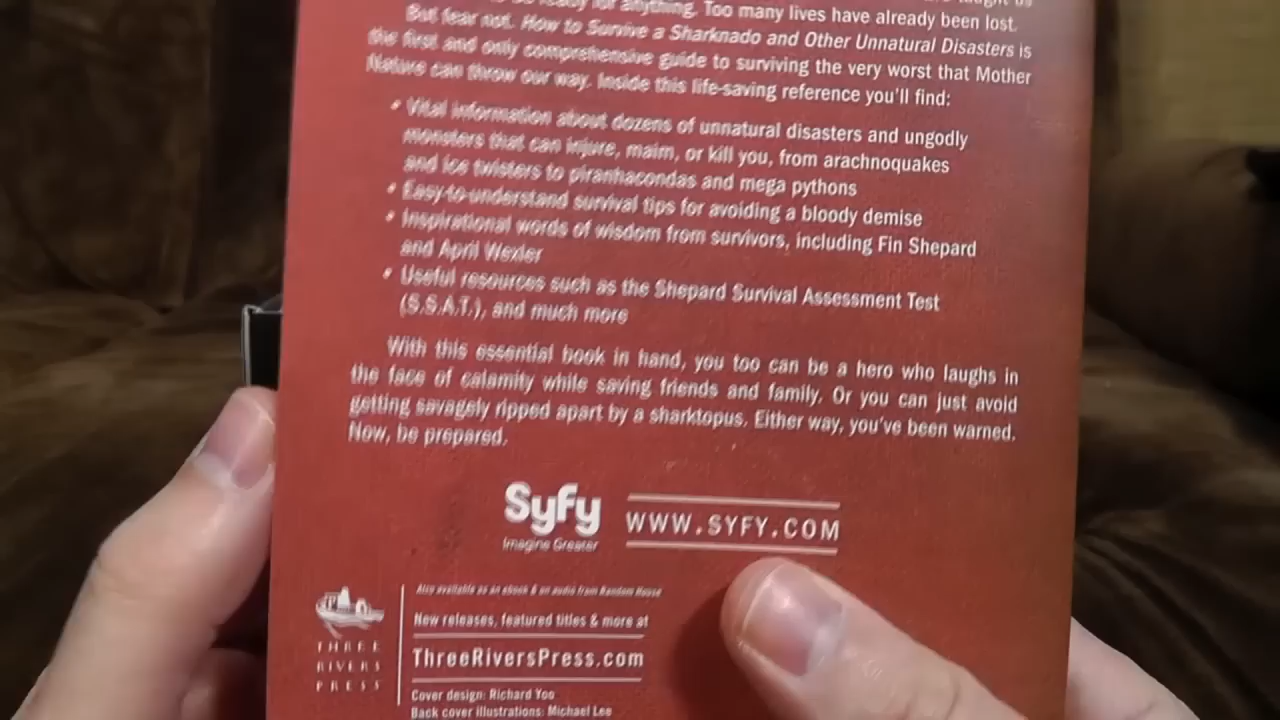 anything. Too many lives have already been lost.
But fear not. How to Survive a Sharknado and Other Unnatural Disasters is
the first and only comprehensive guide to surviving the very worst that Mother
Nature can throw our way. Inside this life-saving reference you'll find:
• Vital information about dozens of unnatural disasters and ungodly
monsters that can injure, maim, or kill you, from arachnoquakes
and ice twisters to piranhacondas and mega pythons
• Easy-to-understand survival tips for avoiding a bloody demise
• Inspirational words of wisdom from survivors, including Fin Shepard
and April Wexler
• Useful resources such as the Shepard Survival Assessment Test
(S.S.A.T.), and much more
With this essential book in hand, you too can be a hero who laughs in
the face of calamity while saving friends and family. Or you can just avoid
getting savagely ripped apart by a sharktopus. Either way, you've been warned.
Now, be prepared.
Syfy
Imagine Greater
WWW.SYFY.COM
Also available as an ebook & on audio from Random House
New releases, featured titles & more at
ThreeRiversPress.com
THREE
RIVERS
PRESS
Cover design: Richard Yoo
Back cover illustrations: Michael Lee